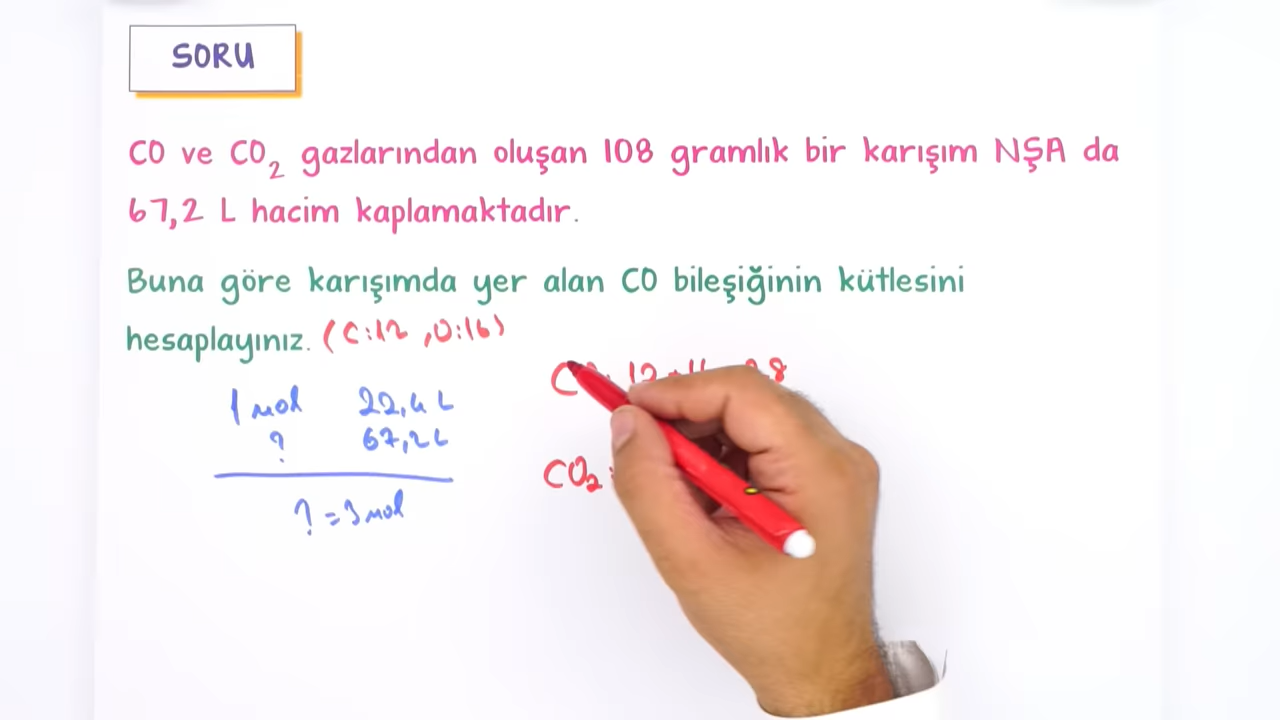 SORU
CO ve CO₂ gazlarından oluşan 108 gramlık bir karışım NŞA da
67,2 L hacim kaplamaktadır.
Buna göre karışımda yer alan CO bileşiğinin kütlesini
hesaplayınız. (C:12 ,O:16)
1 mol 22,4 L
? 67,2 L
? = 3 mol
12
CO₂: